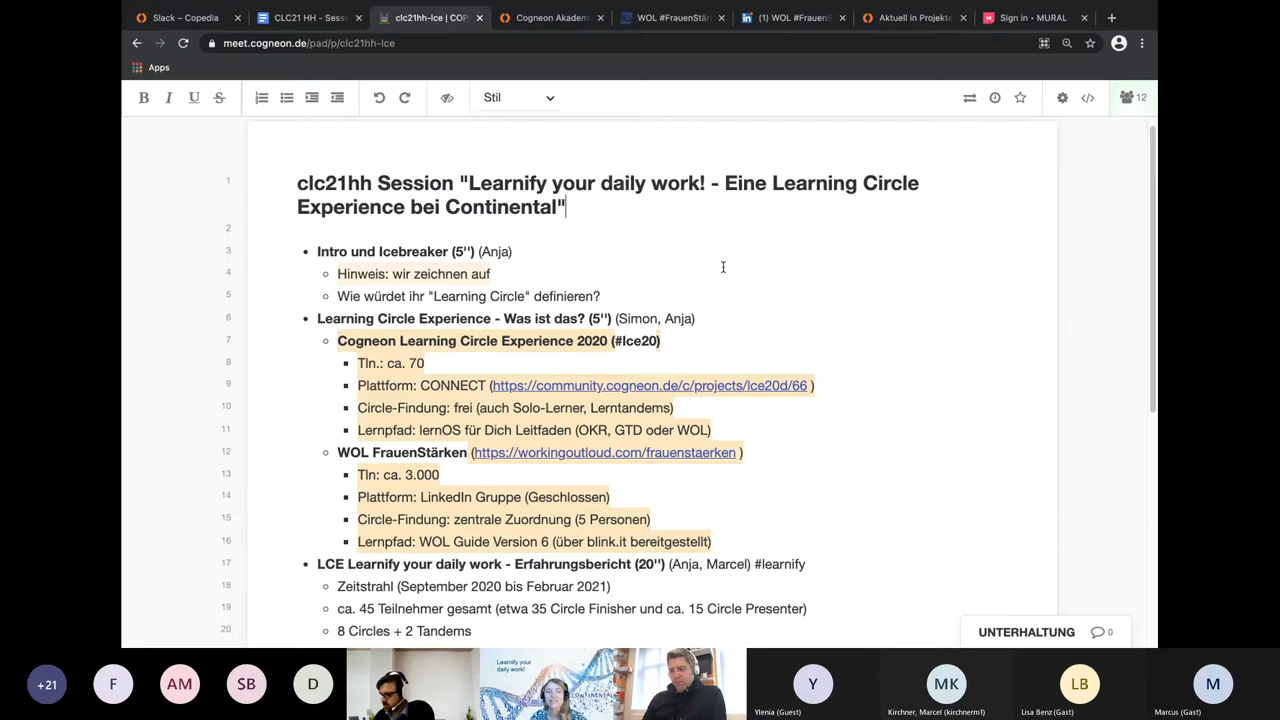 Slack – Copedia
CLC21 HH - Sessi
clc21hh-lce | COR
Cogneon Akadem
WOL #FrauenStär
(1) WOL #FrauenS
Aktuell in Projekte
Sign in • MURAL
meet.cogneon.de/pad/p/clc21hh-lce
Apps
B I U S Stil 12
1 clc21hh Session "Learnify your daily work! - Eine Learning Circle
Experience bei Continental"
2
3 • Intro und Icebreaker (5'') (Anja)
4 Hinweis: wir zeichnen auf
5 Wie würdet ihr "Learning Circle" definieren?
6 • Learning Circle Experience - Was ist das? (5'') (Simon, Anja)
7 Cogneon Learning Circle Experience 2020 (#lce20)
8 Tln.: ca. 70
9 Plattform: CONNECT (https://community.cogneon.de/c/projects/lce20d/66 )
10 Circle-Findung: frei (auch Solo-Lerner, Lerntandems)
11 Lernpfad: lernOS für Dich Leitfaden (OKR, GTD oder WOL)
12 WOL FrauenStärken (https://workingoutloud.com/frauenstaerken )
13 Tln: ca. 3.000
14 Plattform: LinkedIn Gruppe (Geschlossen)
15 Circle-Findung: zentrale Zuordnung (5 Personen)
16 Lernpfad: WOL Guide Version 6 (über blink.it bereitgestellt)
17 • LCE Learnify your daily work - Erfahrungsbericht (20'') (Anja, Marcel) #learnify
18 Zeitstrahl (September 2020 bis Februar 2021)
19 ca. 45 Teilnehmer gesamt (etwa 35 Circle Finisher und ca. 15 Circle Presenter)
20 8 Circles + 2 Tandems
UNTERHALTUNG 0
+21 F AM SB D
Learnify your
daily work!
Y MK LB M
Ylenia (Guest)
Kirchner, Marcel (kirchnerm1)
Lisa Benz (Gast)
Marcus (Gast)